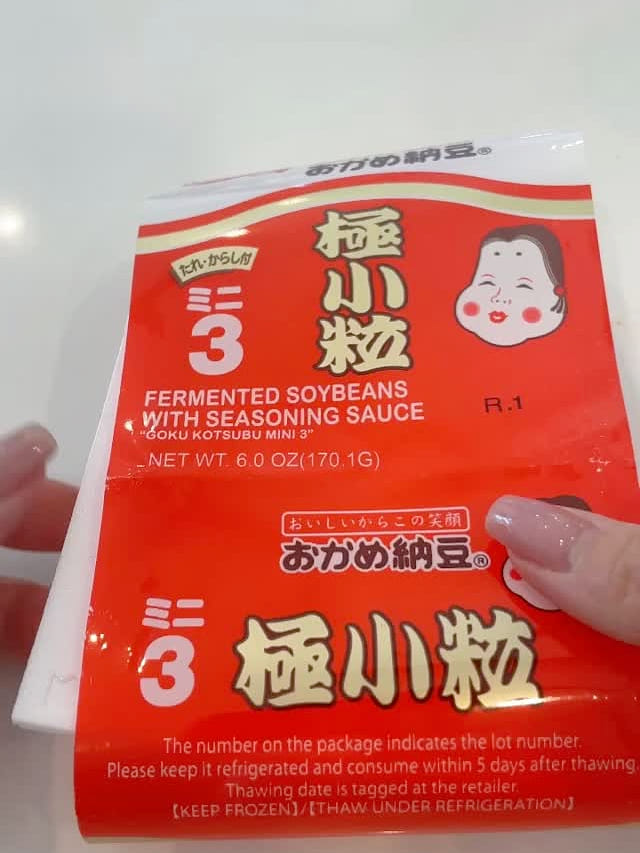 おかめ納豆®
たれ・からし付
極小粒
ミニ
3
FERMENTED SOYBEANS
WITH SEASONING SAUCE
"GOKU KOTSUBU MINI 3"
NET WT. 6.0 OZ(170.1G)
R.1
おいしいからこの笑顔
おかめ納豆®
ミニ
3
極小粒
The number on the package indicates the lot number.
Please keep it refrigerated and consume within 5 days after thawing.
Thawing date is tagged at the retailer.
【KEEP FROZEN】/【THAW UNDER REFRIGERATION】